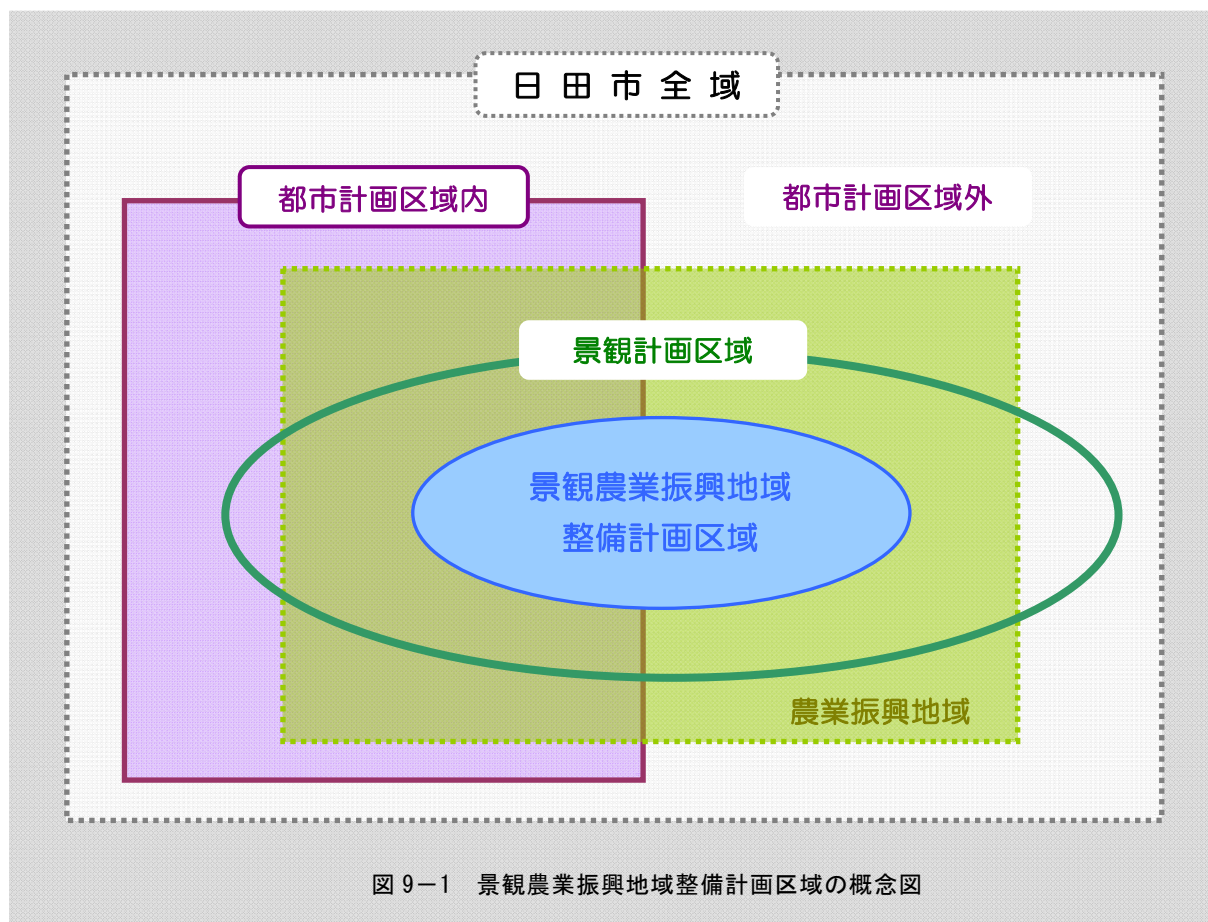 日田市全域
都市計画区域内
都市計画区域外
景観計画区域
景観農業振興地域
整備計画区域
農業振興地域
図 9－1　景観農業振興地域整備計画区域の概念図